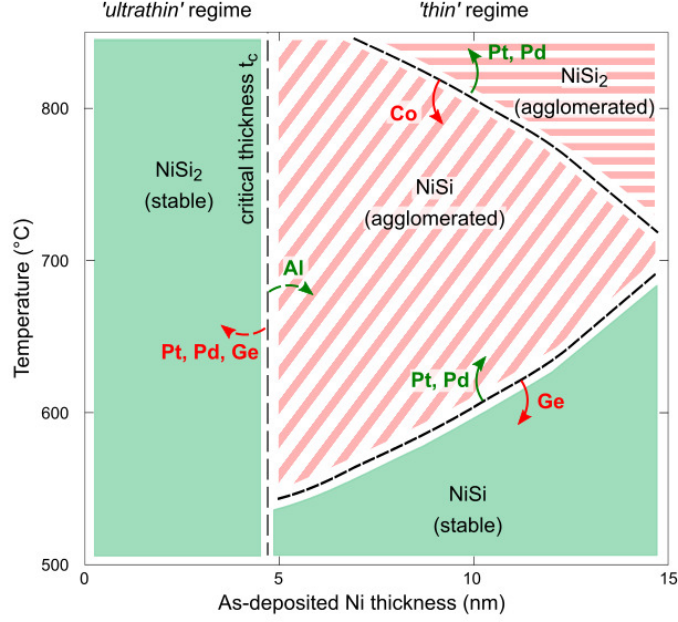 'ultrathin' regime
'thin' regime
Temperature (°C)
800
700
600
500
critical thickness t_c
NiSi₂
(stable)
Pt, Pd
NiSi₂
(agglomerated)
Co
NiSi
(agglomerated)
Al
Pt, Pd, Ge
Pt, Pd
Ge
NiSi
(stable)
0
5
10
15
As-deposited Ni thickness (nm)